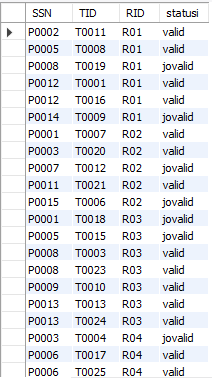 SSN TID RID statusi
P0002 T0011 R01 valid
P0005 T0008 R01 valid
P0008 T0019 R01 jovalid
P0012 T0001 R01 valid
P0012 T0016 R01 valid
P0014 T0009 R01 jovalid
P0001 T0007 R02 valid
P0003 T0020 R02 valid
P0007 T0012 R02 jovalid
P0011 T0021 R02 valid
P0015 T0006 R02 jovalid
P0001 T0018 R03 jovalid
P0005 T0015 R03 jovalid
P0008 T0003 R03 valid
P0008 T0023 R03 valid
P0009 T0010 R03 valid
P0013 T0013 R03 valid
P0013 T0024 R03 valid
P0003 T0004 R04 jovalid
P0006 T0017 R04 valid
P0006 T0025 R04 valid